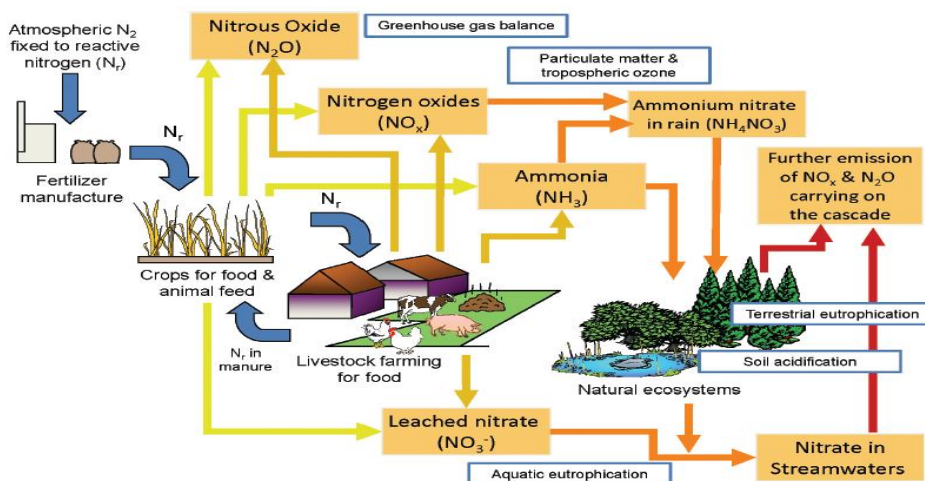 Atmospheric N₂
fixed to reactive
nitrogen (Nᵣ)
Nitrous Oxide
(N₂O)
Greenhouse gas balance
Particulate matter &
tropospheric ozone
Nitrogen oxides
(NOₓ)
Ammonium nitrate
in rain (NH₄NO₃)
Nᵣ
Fertilizer
manufacture
Ammonia
(NH₃)
Further emission
of NOₓ & N₂O
carrying on
the cascade
Nᵣ
Crops for food &
animal feed
Nᵣ in
manure
Livestock farming
for food
Terrestrial eutrophication
Soil acidification
Natural ecosystems
Leached nitrate
(NO₃⁻)
Aquatic eutrophication
Nitrate in
Streamwaters